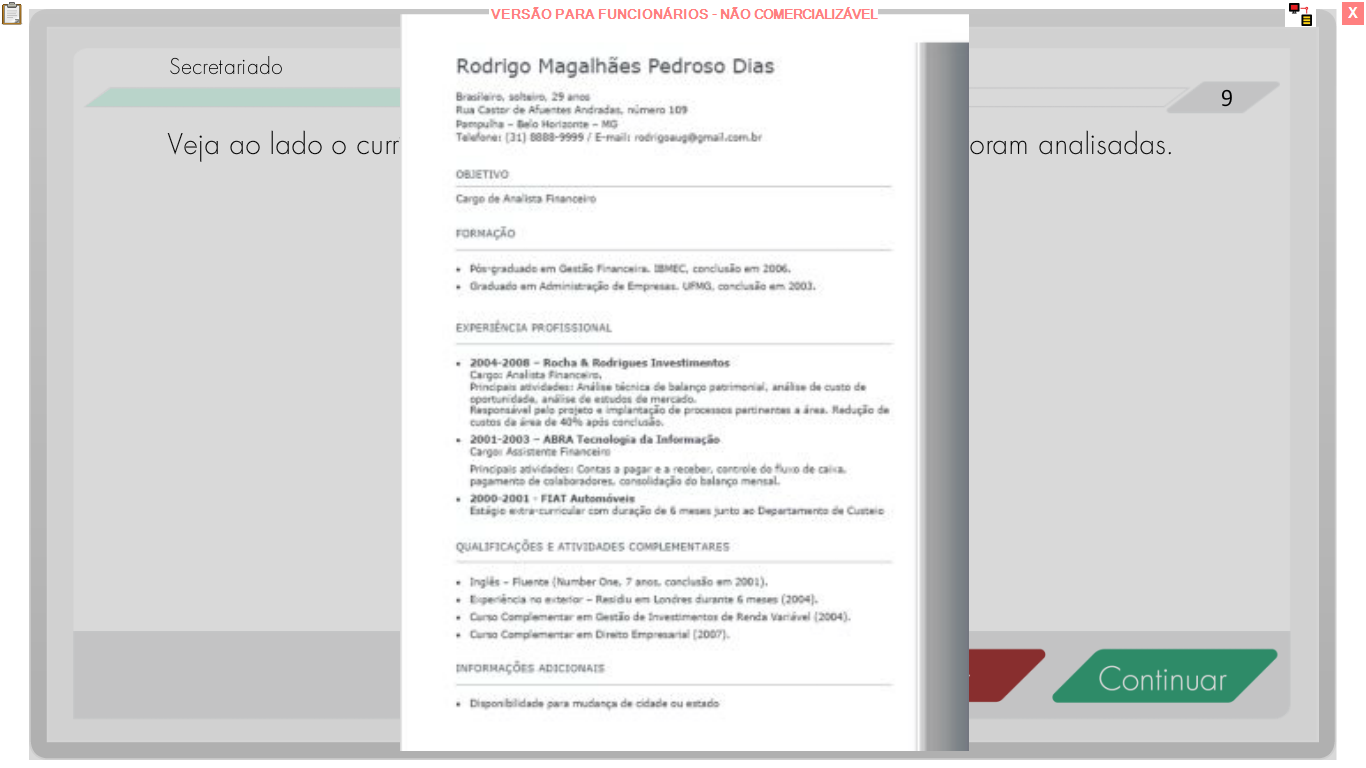 VERSÃO PARA FUNCIONÁRIOS - NÃO COMERCIALIZÁVEL
X
Secretariado
9
Veja ao lado o curr
oram analisadas.
Rodrigo Magalhães Pedroso Dias
Brasileiro, solteiro, 29 anos
Rua Castor de Afuentes Andradas, número 109
Pampulha – Belo Horizonte – MG
Telefone: (31) 8888-9999 / E-mail: rodrigoaug@gmail.com.br
OBJETIVO
Cargo de Analista Financeiro
FORMAÇÃO
• Pós-graduado em Gestão Financeira. IBMEC, conclusão em 2006.
• Graduado em Administração de Empresas. UFMG, conclusão em 2003.
EXPERIÊNCIA PROFISSIONAL
• 2004-2008 – Rocha & Rodrigues Investimentos
Cargo: Analista Financeiro.
Principais atividades: Análise técnica de balanço patrimonial, análise de custo de
oportunidade, análise de estudos de mercado.
Responsável pelo projeto e implantação de processos pertinentes a área. Redução de
custos da área de 40% após conclusão.
• 2001-2003 – ABRA Tecnologia da Informação
Cargo: Assistente Financeiro
Principais atividades: Contas a pagar e a receber, controle do fluxo de caixa,
pagamento de colaboradores, consolidação do balanço mensal.
• 2000-2001 - FIAT Automóveis
Estágio extra-curricular com duração de 6 meses junto ao Departamento de Custeio
QUALIFICAÇÕES E ATIVIDADES COMPLEMENTARES
• Inglês – Fluente (Number One, 7 anos, conclusão em 2001).
• Experiência no exterior – Residiu em Londres durante 6 meses (2004).
• Curso Complementar em Gestão de Investimentos de Renda Variável (2004).
• Curso Complementar em Direito Empresarial (2007).
INFORMAÇÕES ADICIONAIS
• Disponibilidade para mudança de cidade ou estado
Continuar